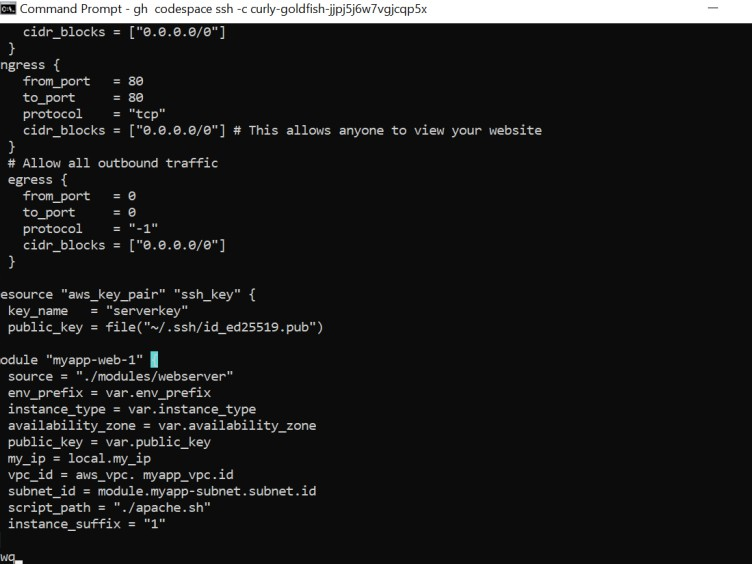 Command Prompt - gh  codespace ssh -c curly-goldfish-jjpj5j6w7vgjcqp5x
cidr_blocks = ["0.0.0.0/0"]
}
ngress {
from_port   = 80
to_port     = 80
protocol    = "tcp"
cidr_blocks = ["0.0.0.0/0"] # This allows anyone to view your website
}
# Allow all outbound traffic
egress {
from_port   = 0
to_port     = 0
protocol    = "-1"
cidr_blocks = ["0.0.0.0/0"]
}
esource "aws_key_pair" "ssh_key" {
key_name   = "serverkey"
public_key = file("~/.ssh/id_ed25519.pub")
odule "myapp-web-1" {
source = "./modules/webserver"
env_prefix = var.env_prefix
instance_type = var.instance_type
availability_zone = var.availability_zone
public_key = var.public_key
my_ip = local.my_ip
vpc_id = aws_vpc. myapp_vpc.id
subnet_id = module.myapp-subnet.subnet.id
script_path = "./apache.sh"
instance_suffix = "1"
wq